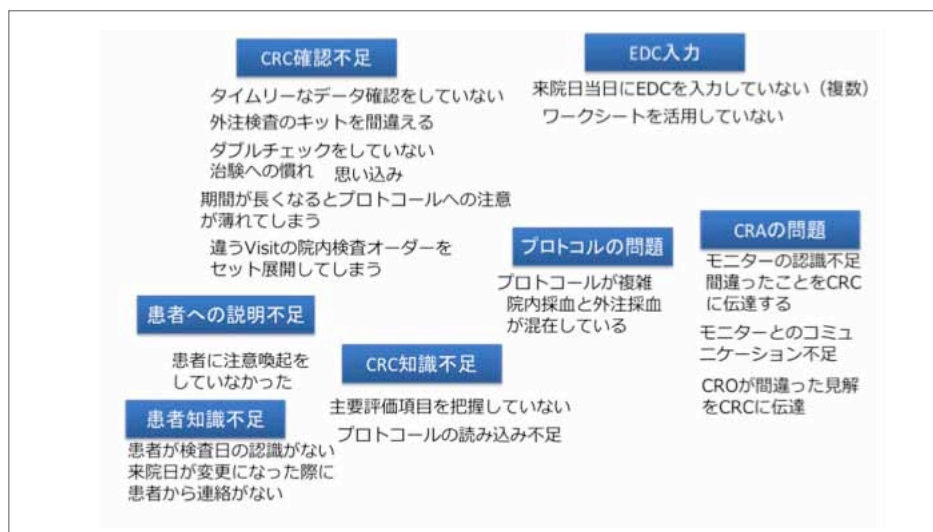 CRC確認不足
タイムリーなデータ確認をしていない
外注検査のキットを間違える
ダブルチェックをしていない
治験への慣れ 思い込み
期間が長くなるとプロトコールへの注意
が薄れてしまう
違うVisitの院内検査オーダーを
セット展開してしまう
EDC入力
来院日当日にEDCを入力していない（複数）
ワークシートを活用していない
プロトコルの問題
プロトコールが複雑
院内採血と外注採血
が混在している
CRAの問題
モニターの認識不足
間違ったことをCRC
に伝達する
モニターとのコミュ
ニケーション不足
CROが間違った見解
をCRCに伝達
患者への説明不足
患者に注意喚起を
していなかった
CRC知識不足
主要評価項目を把握していない
プロトコールの読み込み不足
患者知識不足
患者が検査日の認識がない
来院日が変更になった際に
患者から連絡がない